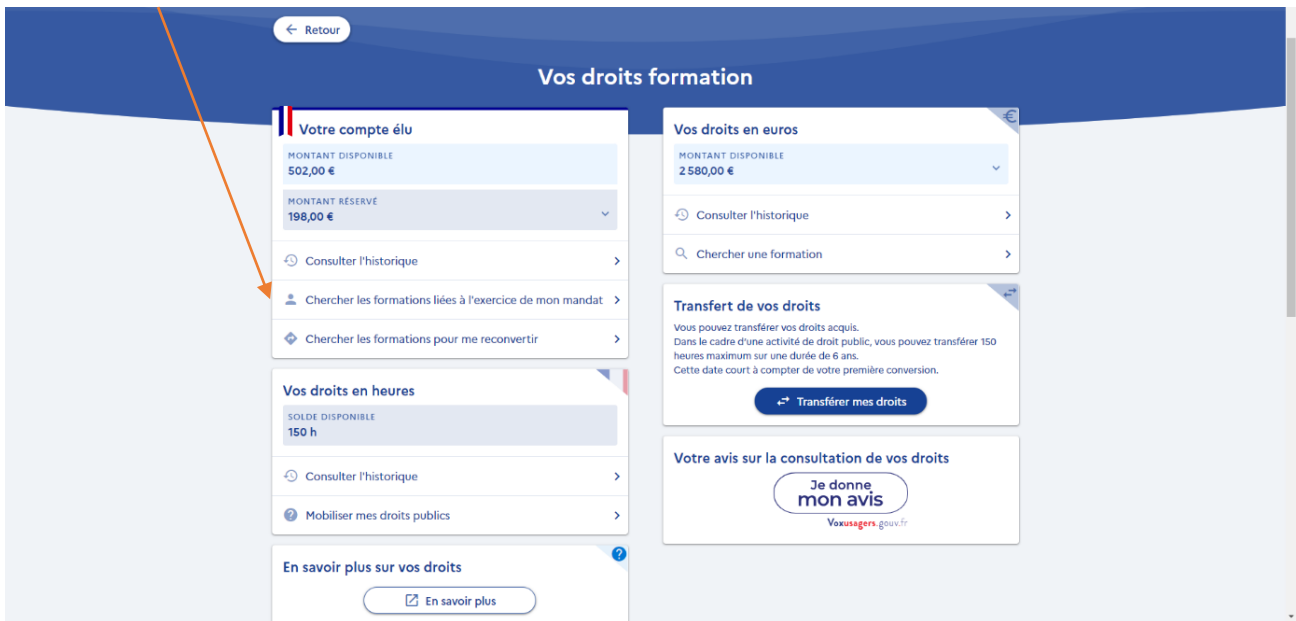 Retour
Vos droits formation
Votre compte élu
MONTANT DISPONIBLE
502,00 €
MONTANT RÉSERVÉ
198,00 €
Consulter l'historique
Chercher les formations liées à l'exercice de mon mandat
Chercher les formations pour me reconvertir
Vos droits en heures
SOLDE DISPONIBLE
150 h
Consulter l'historique
Mobiliser mes droits publics
En savoir plus sur vos droits
En savoir plus
Vos droits en euros
MONTANT DISPONIBLE
2 580,00 €
Consulter l'historique
Chercher une formation
Transfert de vos droits
Vous pouvez transférer vos droits acquis.
Dans le cadre d'une activité de droit public, vous pouvez transférer 150
heures maximum sur une durée de 6 ans.
Cette date court à compter de votre première conversion.
Transférer mes droits
Votre avis sur la consultation de vos droits
Je donne
mon avis
Voxusagers.gouv.fr